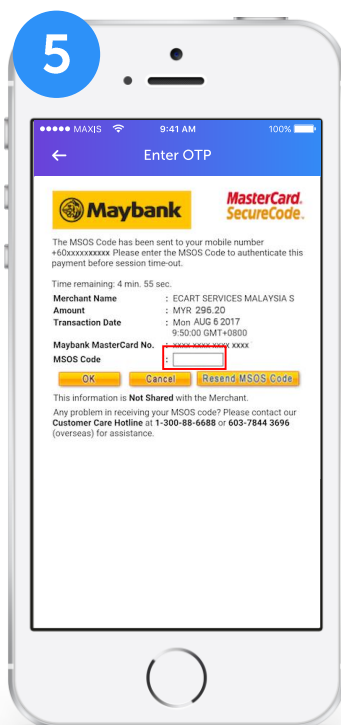 5
MAXIS 9:41 AM 100%
Enter OTP
Maybank
MasterCard.
SecureCode.
The MSOS Code has been sent to your mobile number
+60xxxxxxxxxx Please enter the MSOS Code to authenticate this
payment before session time-out.
Time remaining: 4 min. 55 sec.
Merchant Name : ECART SERVICES MALAYSIA S
Amount : MYR 296.20
Transaction Date : Mon AUG 6 2017
9:50:00 GMT+0800
Maybank MasterCard No. : xxxx xxxx xxxx xxxx
MSOS Code :
OK Cancel Resend MSOS Code
This information is Not Shared with the Merchant.
Any problem in receiving your MSOS code? Please contact our
Customer Care Hotline at 1-300-88-6688 or 603-7844 3696
(overseas) for assistance.